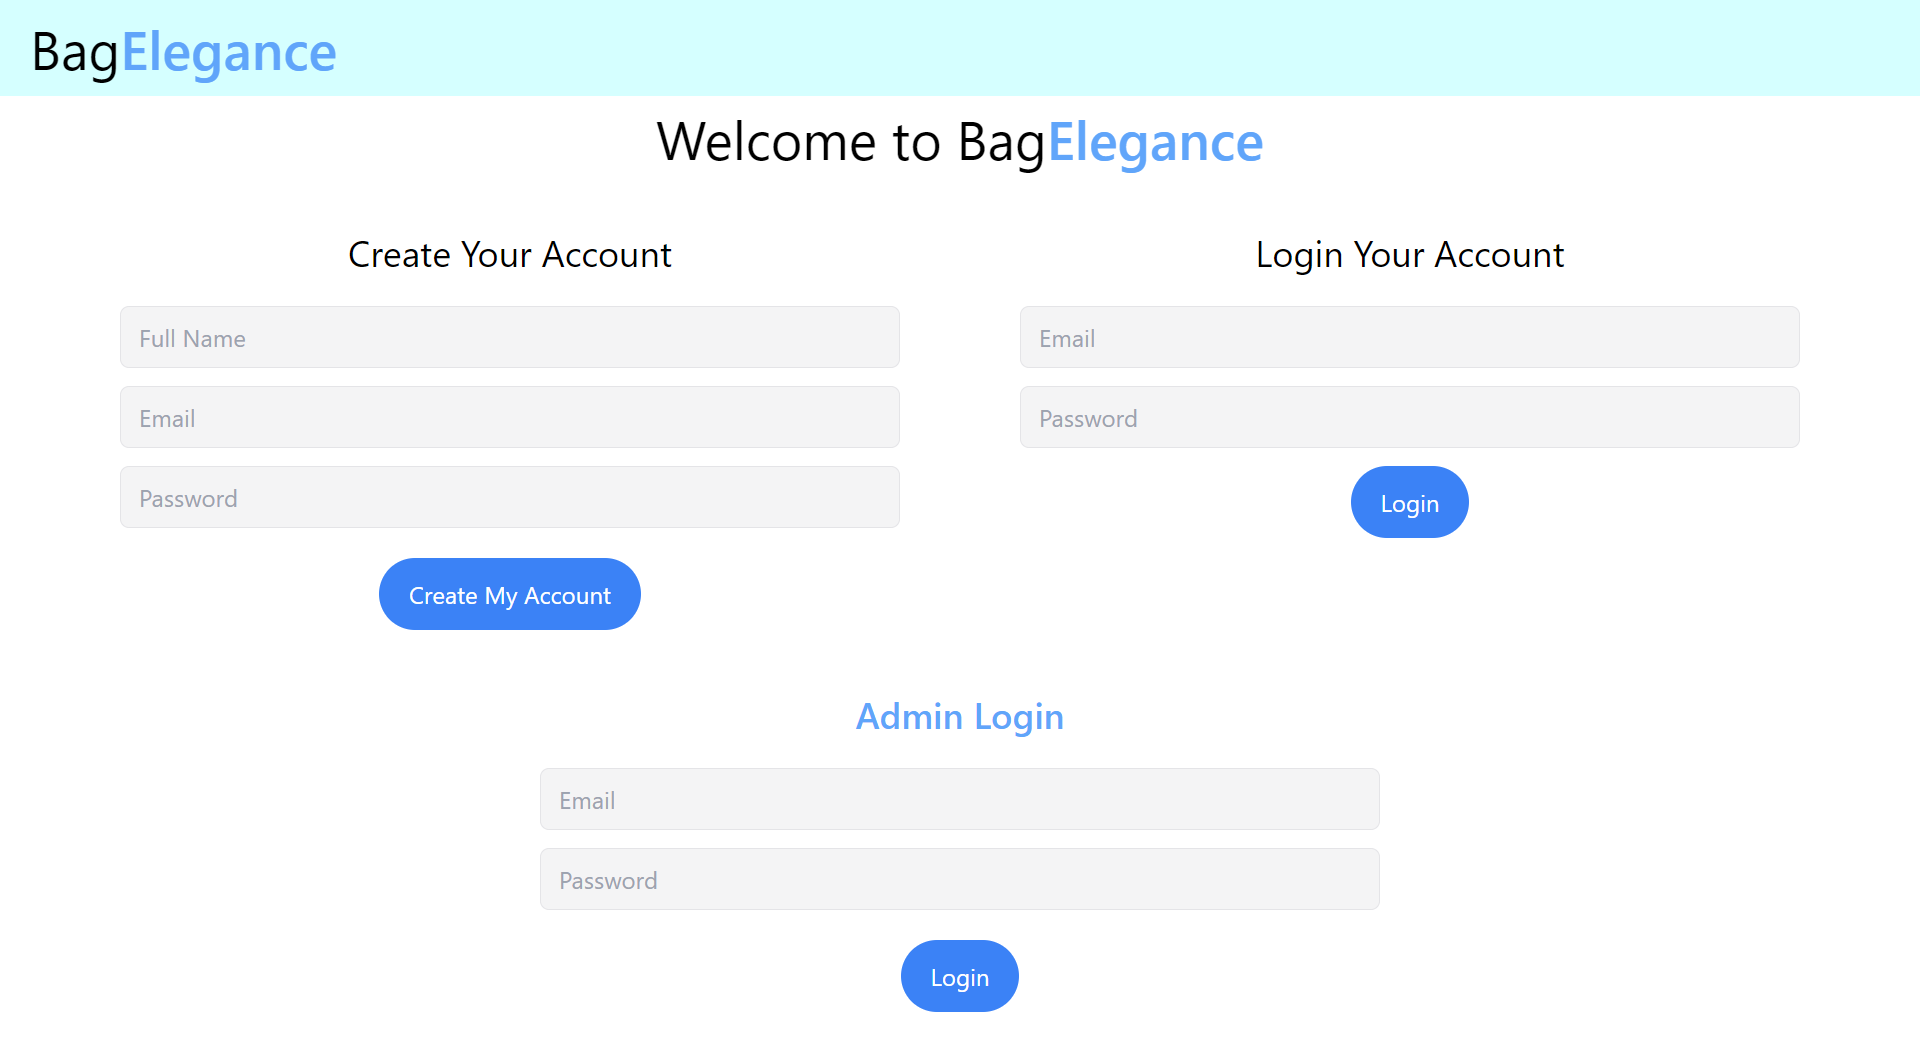 BagElegance
Welcome to BagElegance
Create Your Account
Full Name
Email
Password
Create My Account
Login Your Account
Email
Password
Login
Admin Login
Email
Password
Login